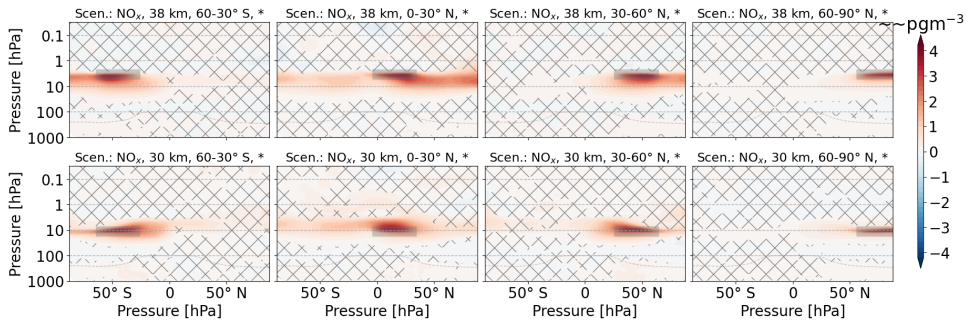 Scen.: NOₓ, 38 km, 60-30° S, *
Scen.: NOₓ, 38 km, 0-30° N, *
Scen.: NOₓ, 38 km, 30-60° N, *
Scen.: NOₓ, 38 km, 60-90° N, *
~~pgm⁻³
Pressure [hPa]
0.1
1
10
100
1000
4
3
2
1
0
−1
−2
−3
−4
Scen.: NOₓ, 30 km, 60-30° S, *
Scen.: NOₓ, 30 km, 0-30° N, *
Scen.: NOₓ, 30 km, 30-60° N, *
Scen.: NOₓ, 30 km, 60-90° N, *
Pressure [hPa]
0.1
1
10
100
1000
50° S 0 50° N
50° S 0 50° N
50° S 0 50° N
50° S 0 50° N
Pressure [hPa]
Pressure [hPa]
Pressure [hPa]
Pressure [hPa]